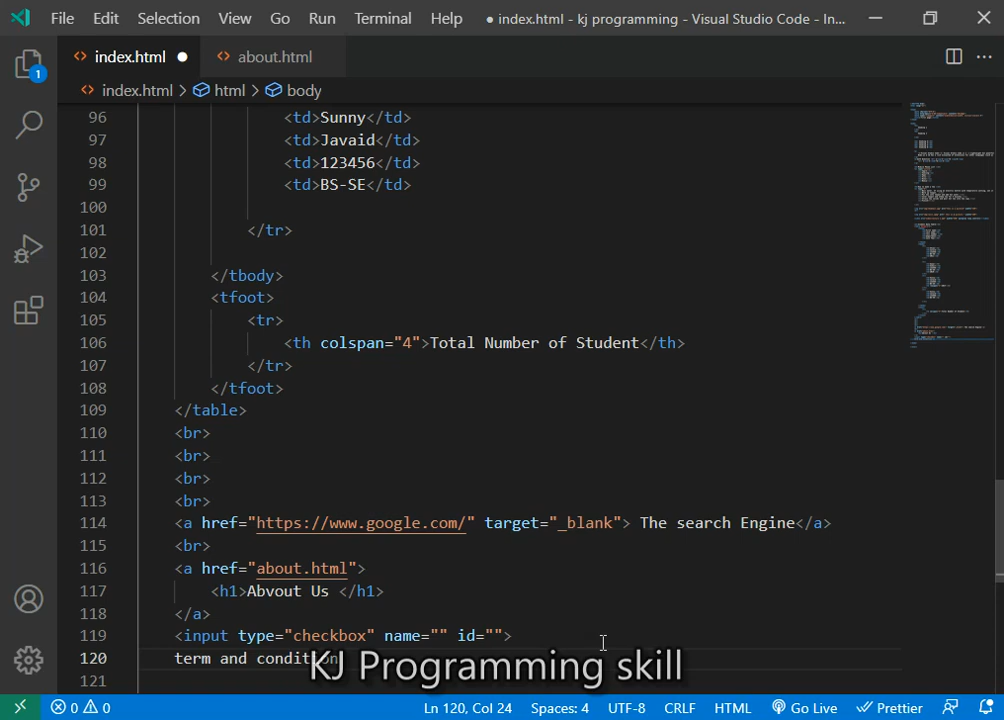 File Edit Selection View Go Run Terminal Help ● index.html - kj programming - Visual Studio Code - In...
index.html ● about.html
index.html > html > body
1
96 <td>Sunny</td>
97 <td>Javaid</td>
98 <td>123456</td>
99 <td>BS-SE</td>
100
101 </tr>
102
103 </tbody>
104 <tfoot>
105 <tr>
106 <th colspan="4">Total Number of Student</th>
107 </tr>
108 </tfoot>
109 </table>
110 <br>
111 <br>
112 <br>
113 <br>
114 <a href="https://www.google.com/" target="_blank"> The search Engine</a>
115 <br>
116 <a href="about.html">
117 <h1>Abvout Us </h1>
118 </a>
119 <input type="checkbox" name="" id="">
120 term and condition
KJ Programming skill
121
0 0 Ln 120, Col 24 Spaces: 4 UTF-8 CRLF HTML Go Live Prettier